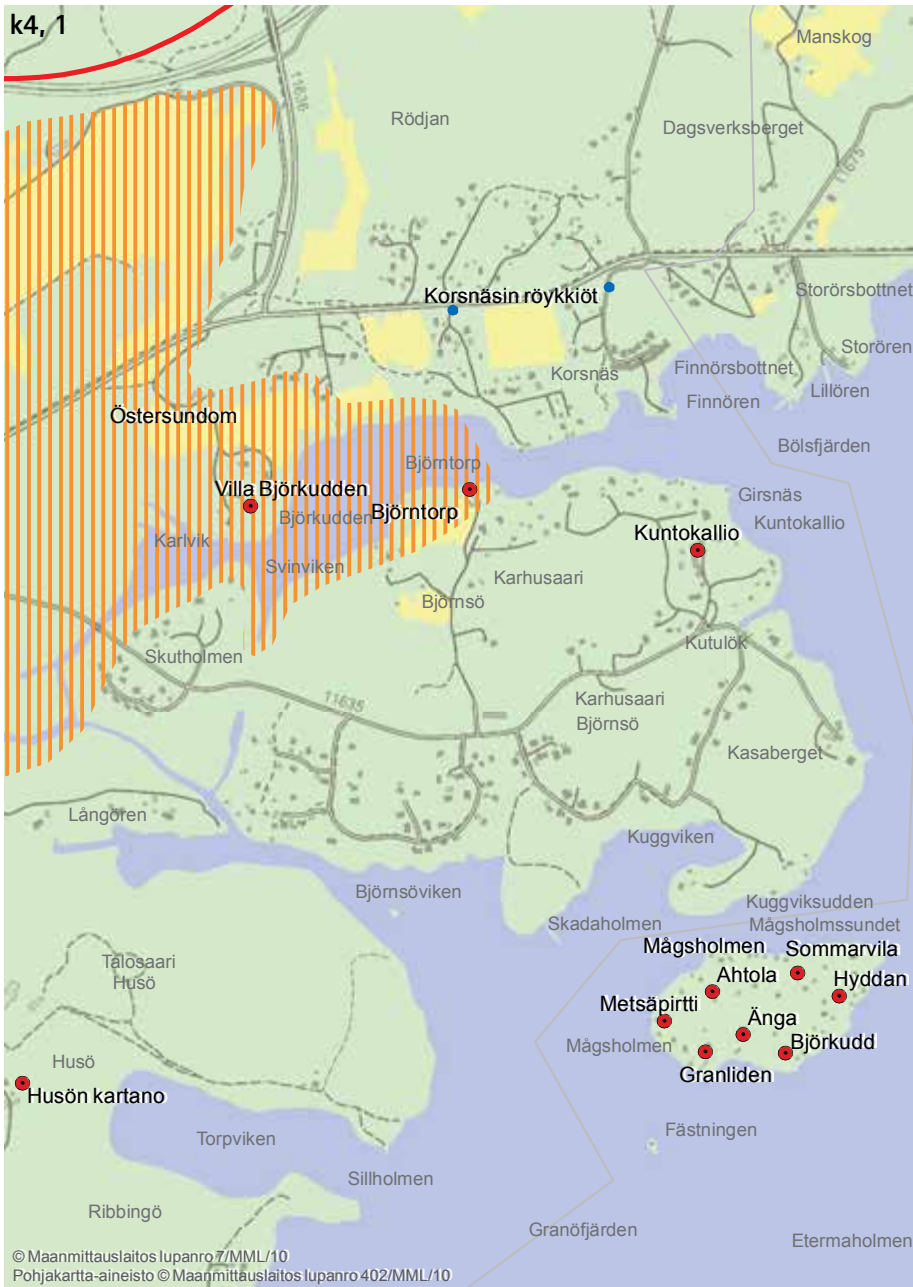 k4, 1
Manskog
11636
Rödjan
Dagsverksberget
11675
Korsnäsin röykkiöt
Storörsbottnet
Storören
Korsnäs
Finnörsbottnet
Lillören
Finnören
Östersundom
Bölsfjärden
Björntorp
Villa Björkudden
Björntorp
Girsnäs
Björkudden
Kuntokallio
Karlvik
Kuntokallio
Svinviken
Karhusaari
Björnsö
Kutulök
Skutholmen
11635
Karhusaari
Björnsö
Kasaberget
Långören
Kuggviken
Björnsöviken
Kuggviksudden
Skadaholmen
Mågsholmssundet
Mågsholmen
Sommarvila
Talosaari
Husö
Ahtola
Hyddan
Metsäpirtti
Änga
Mågsholmen
Björkudd
Husö
Granliden
Husön kartano
Fästningen
Torpviken
Sillholmen
Ribbingö
Granöfjärden
Etermaholmen
© Maanmittauslaitos lupanro 7/MML/10
Pohjakartta-aineisto © Maanmittauslaitos lupanro 402/MML/10